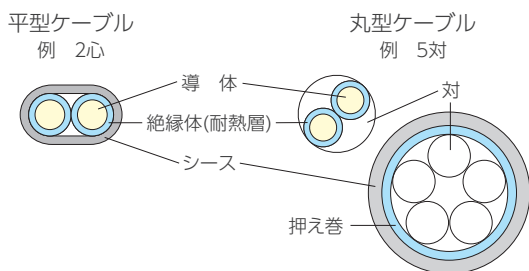 平型ケーブル
例　2心
丸型ケーブル
例　5対
導　体
対
絶縁体(耐熱層)
シース
押え巻